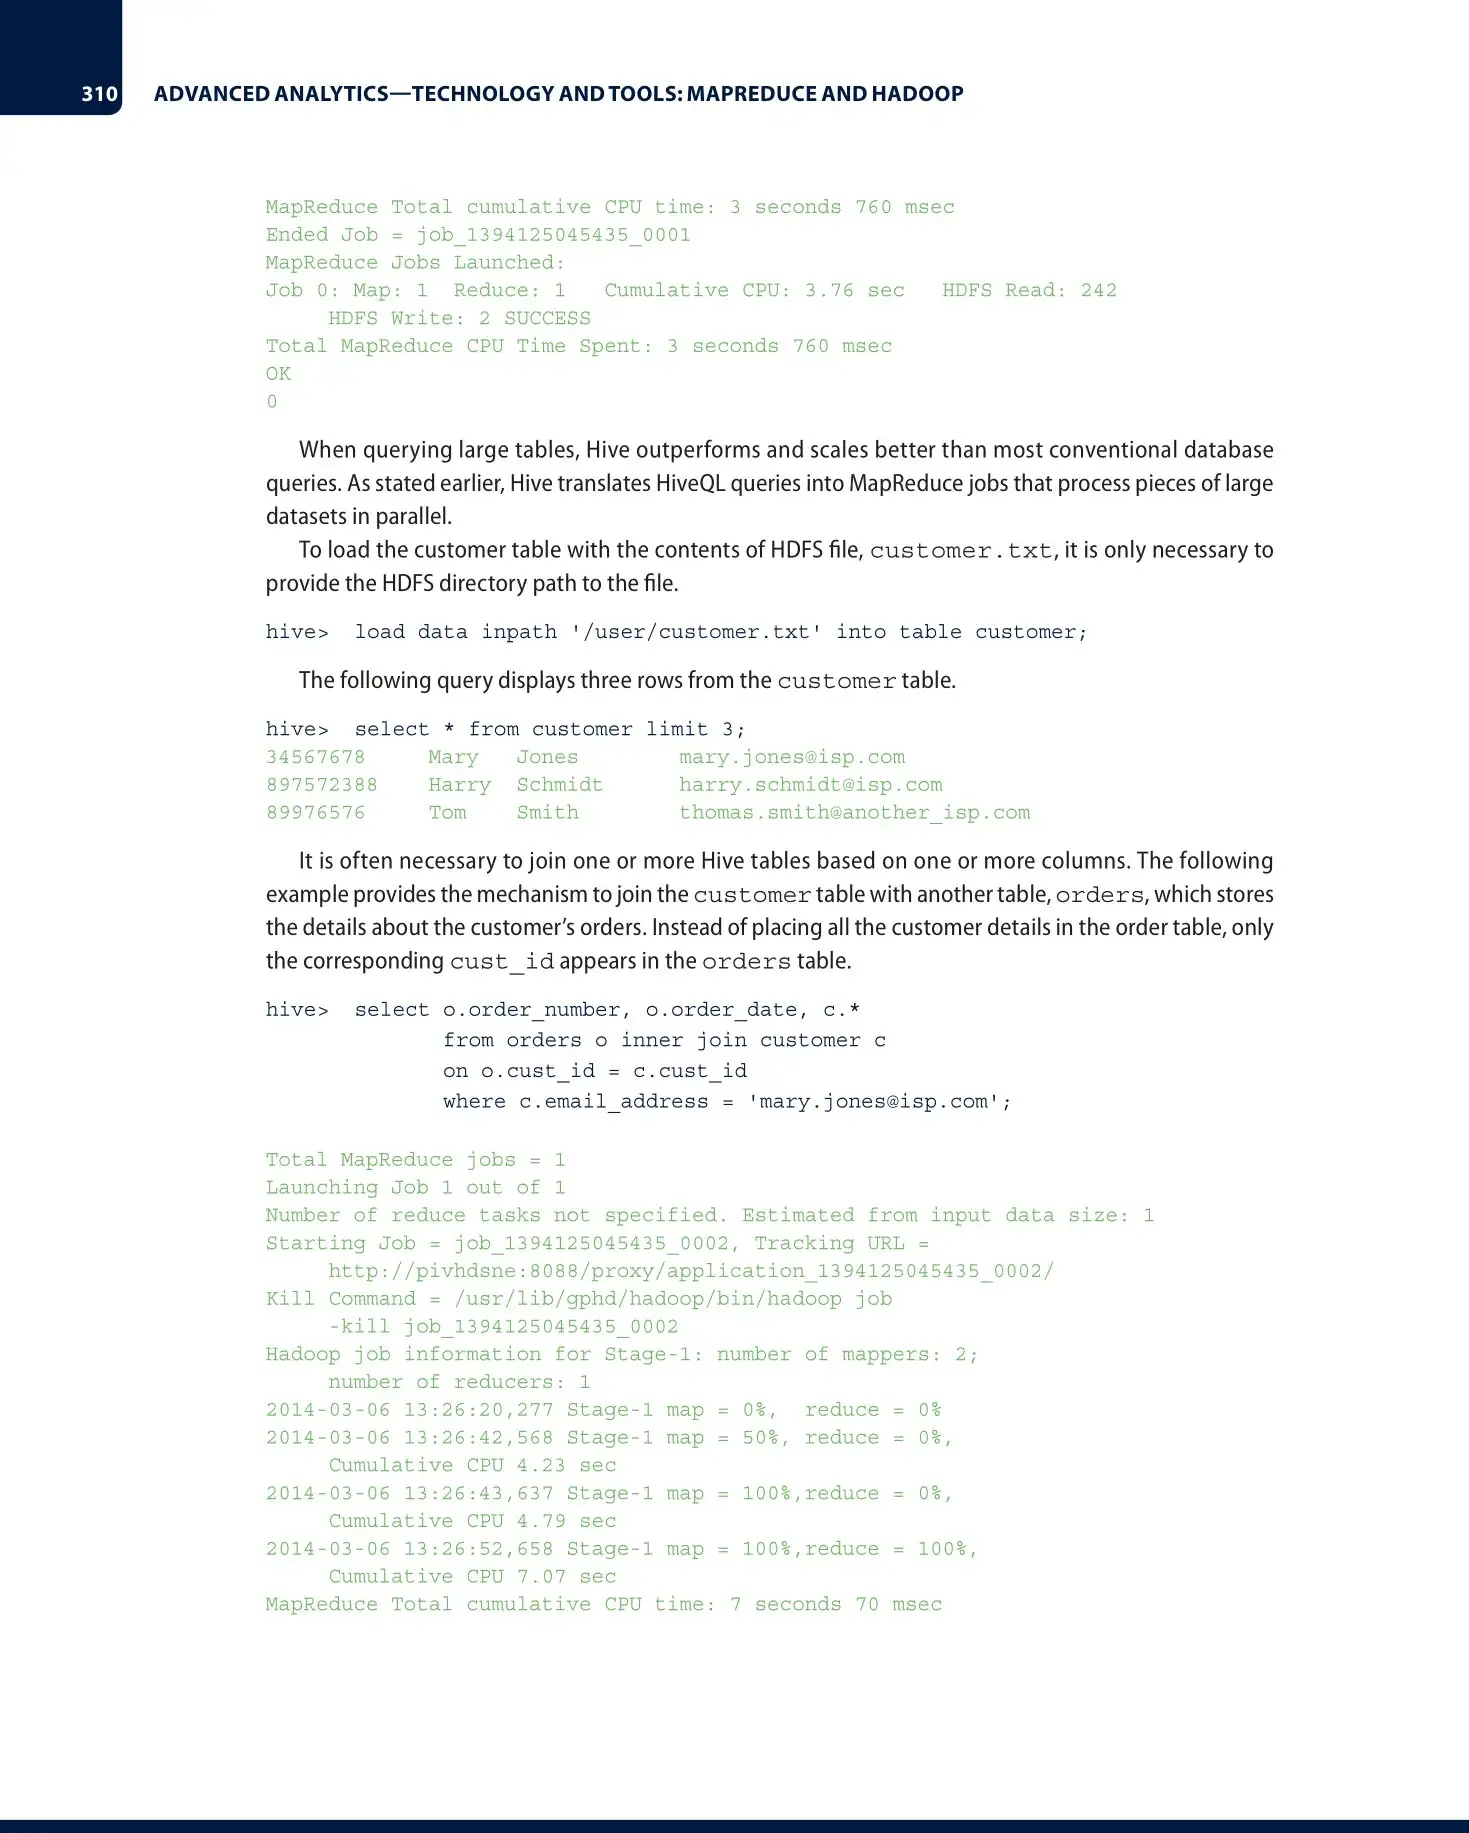 310 ADVANCED ANALYTICS—TECHNOLOGY AND TOOLS: MAPREDUCE AND HADOOP
MapReduce Total cumulative CPU time: 3 seconds 760 msec
Ended Job = job_1394125045435_0001
MapReduce Jobs Launched:
Job 0: Map: 1  Reduce: 1   Cumulative CPU: 3.76 sec   HDFS Read: 242
     HDFS Write: 2 SUCCESS
Total MapReduce CPU Time Spent: 3 seconds 760 msec
OK
0
When querying large tables, Hive outperforms and scales better than most conventional database
queries. As stated earlier, Hive translates HiveQL queries into MapReduce jobs that process pieces of large
datasets in parallel.
To load the customer table with the contents of HDFS file, customer.txt, it is only necessary to
provide the HDFS directory path to the file.
hive>  load data inpath '/user/customer.txt' into table customer;
The following query displays three rows from the customer table.
hive>  select * from customer limit 3;
34567678     Mary   Jones        mary.jones@isp.com
897572388    Harry  Schmidt      harry.schmidt@isp.com
89976576     Tom    Smith        thomas.smith@another_isp.com
It is often necessary to join one or more Hive tables based on one or more columns. The following
example provides the mechanism to join the customer table with another table, orders, which stores
the details about the customer’s orders. Instead of placing all the customer details in the order table, only
the corresponding cust_id appears in the orders table.
hive>  select o.order_number, o.order_date, c.*
              from orders o inner join customer c
              on o.cust_id = c.cust_id
              where c.email_address = 'mary.jones@isp.com';
Total MapReduce jobs = 1
Launching Job 1 out of 1
Number of reduce tasks not specified. Estimated from input data size: 1
Starting Job = job_1394125045435_0002, Tracking URL =
     http://pivhdsne:8088/proxy/application_1394125045435_0002/
Kill Command = /usr/lib/gphd/hadoop/bin/hadoop job
     -kill job_1394125045435_0002
Hadoop job information for Stage-1: number of mappers: 2;
     number of reducers: 1
2014-03-06 13:26:20,277 Stage-1 map = 0%,  reduce = 0%
2014-03-06 13:26:42,568 Stage-1 map = 50%, reduce = 0%,
     Cumulative CPU 4.23 sec
2014-03-06 13:26:43,637 Stage-1 map = 100%,reduce = 0%,
     Cumulative CPU 4.79 sec
2014-03-06 13:26:52,658 Stage-1 map = 100%,reduce = 100%,
     Cumulative CPU 7.07 sec
MapReduce Total cumulative CPU time: 7 seconds 70 msec